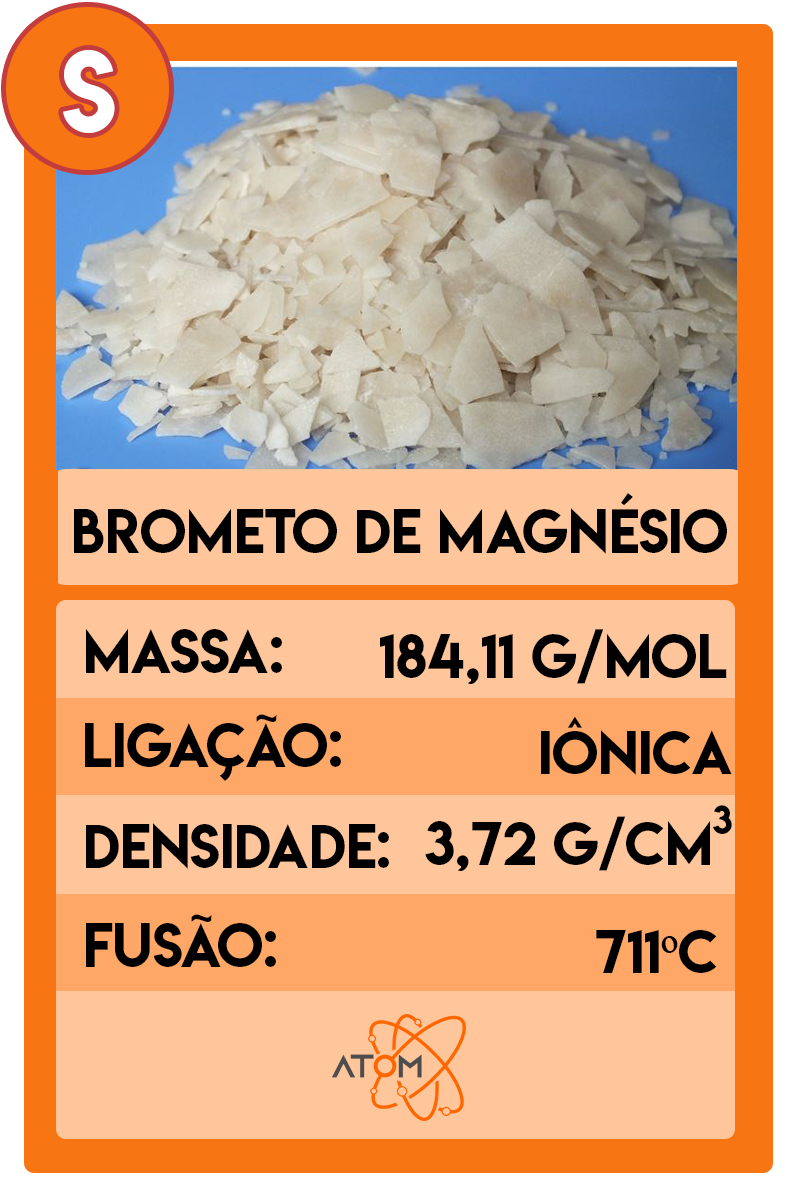 S
BROMETO DE MAGNÉSIO
MASSA: 184,11 G/MOL
LIGAÇÃO: IÔNICA
DENSIDADE: 3,72 G/CM³
FUSÃO: 711ºC
ATOM